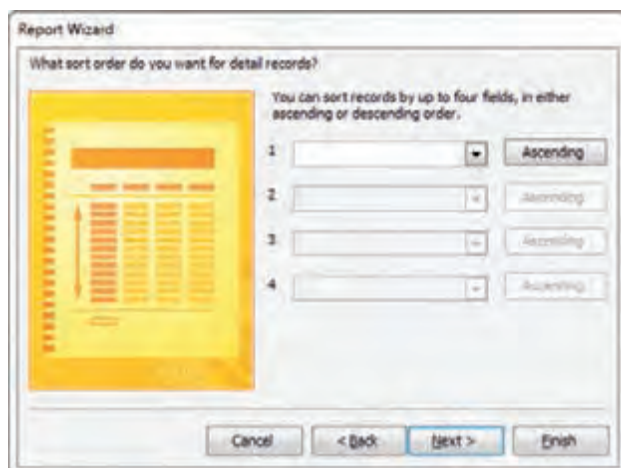 Report Wizard
What sort order do you want for detail records?
You can sort records by up to four fields, in either
ascending or descending order.
1 Ascending
2 Ascending
3 Ascending
4 Ascending
Cancel < Back Next > Finish